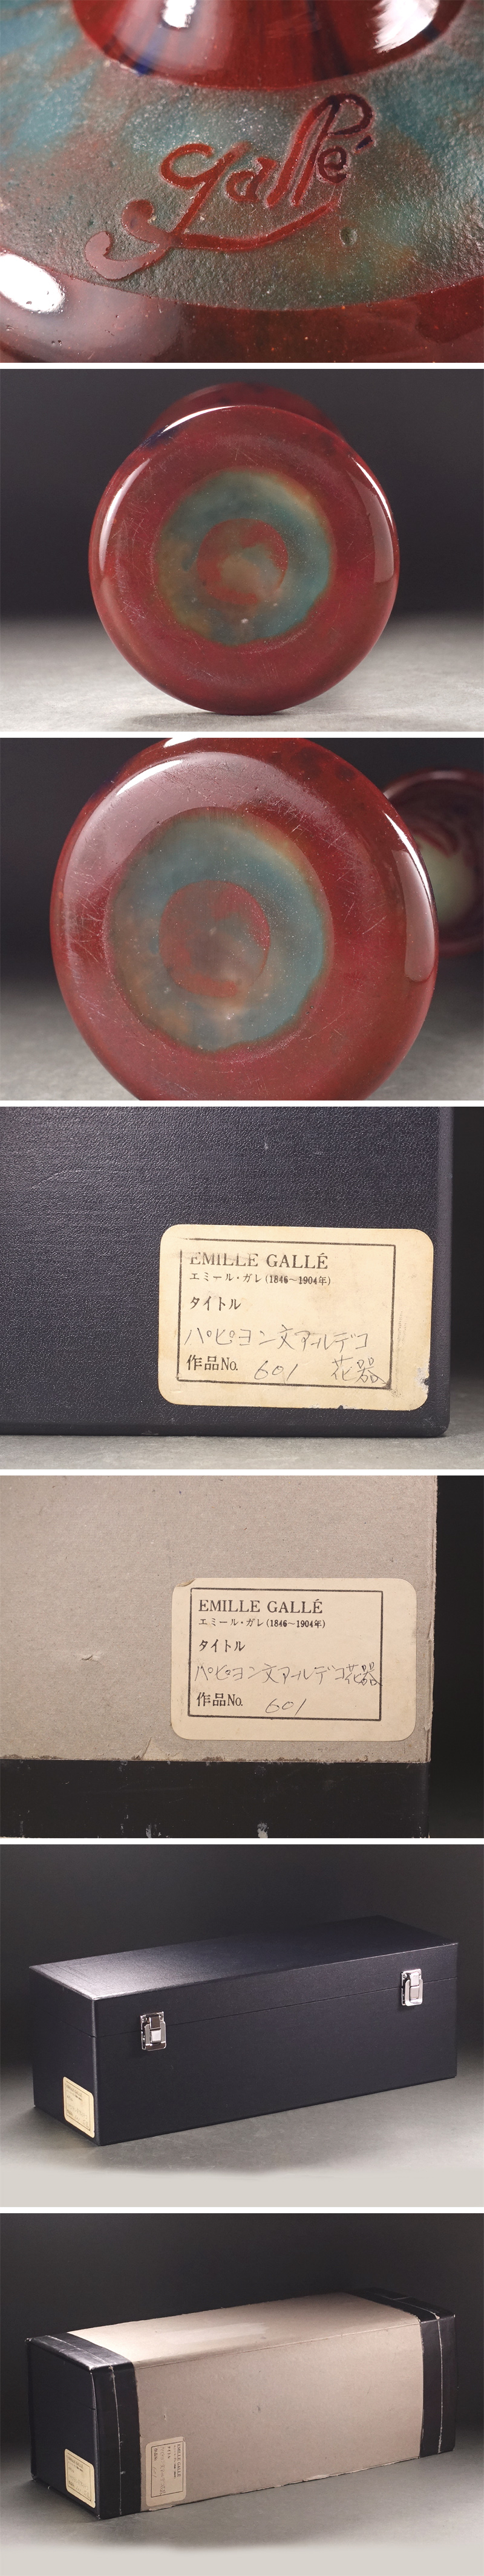 Gallé
EMILLE GALLÉ
エミール・ガレ(1846〜1904年)
タイトル
パピヨン文アールデコ
作品No. 601 花器
EMILLE GALLÉ
エミール・ガレ(1846〜1904年)
タイトル
パピヨン文アールデコ花器
作品No. 601